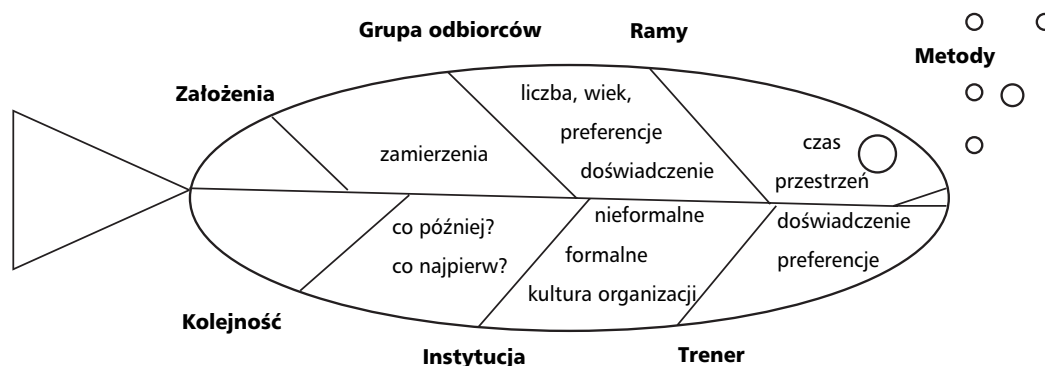 Grupa odbiorców
Ramy
Metody
Założenia
liczba, wiek,
preferencje
doświadczenie
zamierzenia
czas
przestrzeń
co później?
co najpierw?
nieformalne
formalne
kultura organizacji
doświadczenie
preferencje
Kolejność
Instytucja
Trener